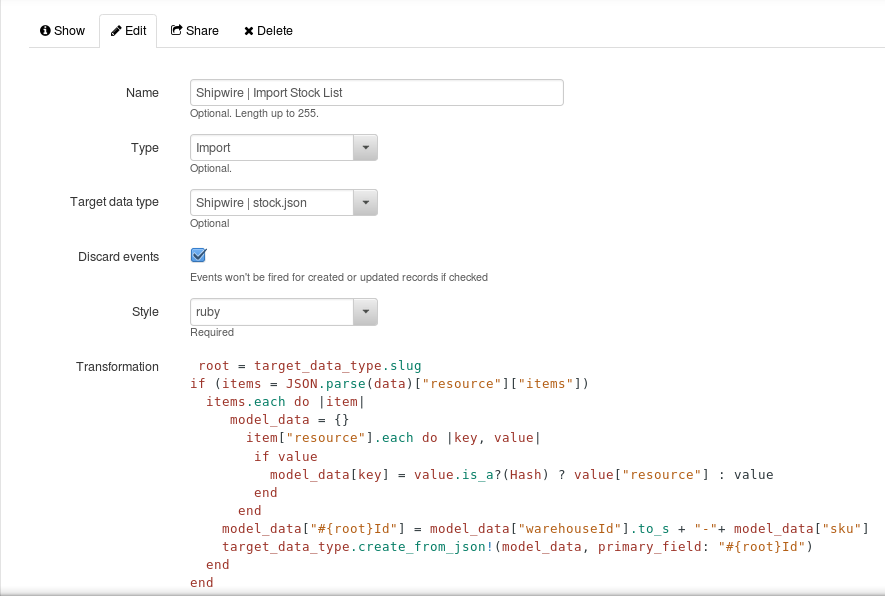 Show Edit Share Delete
Name Shipwire | Import Stock List
Optional. Length up to 255.
Type Import
Optional.
Target data type Shipwire | stock.json
Optional
Discard events
Events won't be fired for created or updated records if checked
Style ruby
Required
Transformation root = target_data_type.slug
if (items = JSON.parse(data)["resource"]["items"])
items.each do |item|
model_data = {}
item["resource"].each do |key, value|
if value
model_data[key] = value.is_a?(Hash) ? value["resource"] : value
end
end
model_data["#{root}Id"] = model_data["warehouseId"].to_s + "-"+ model_data["sku"]
target_data_type.create_from_json!(model_data, primary_field: "#{root}Id")
end
end